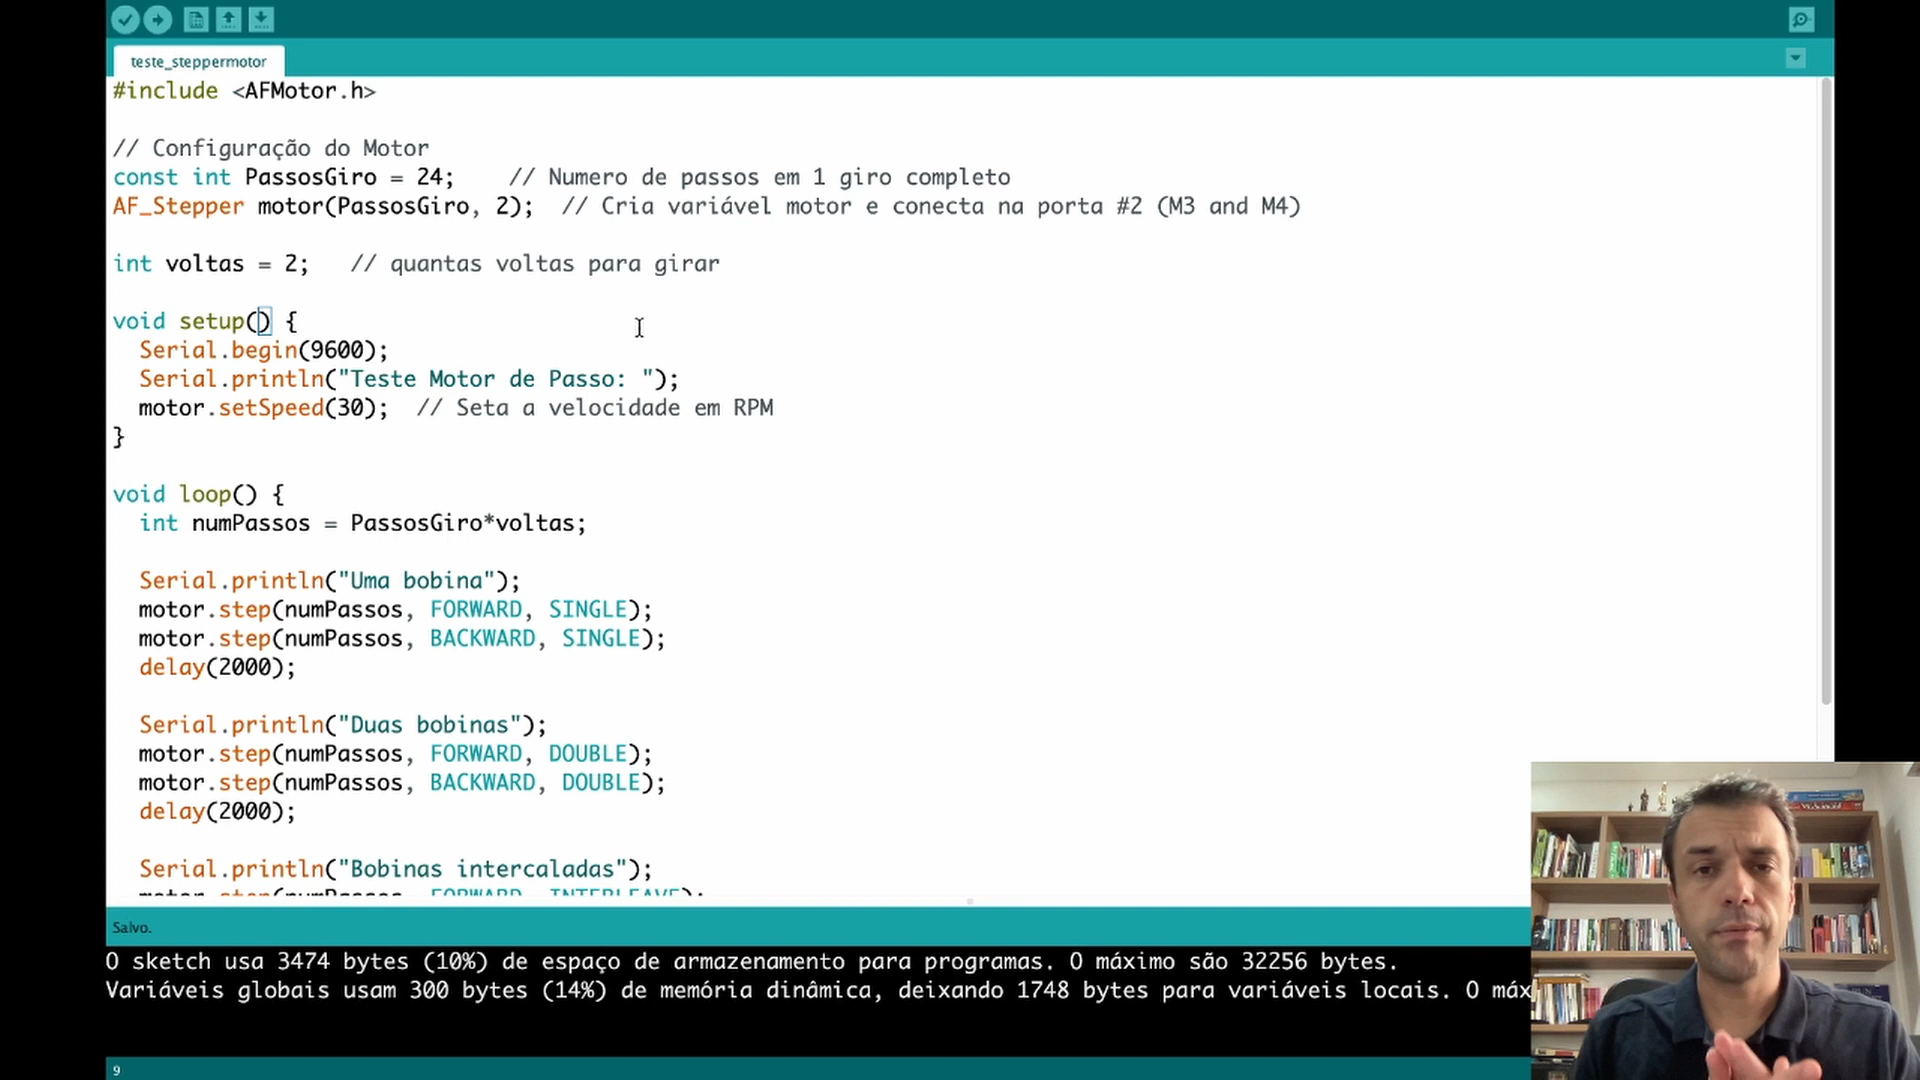 teste_steppermotor
#include <AFMotor.h>
// Configuração do Motor
const int PassosGiro = 24;    // Numero de passos em 1 giro completo
AF_Stepper motor(PassosGiro, 2);  // Cria variável motor e conecta na porta #2 (M3 and M4)
int voltas = 2;   // quantas voltas para girar
void setup() {
  Serial.begin(9600);
  Serial.println("Teste Motor de Passo: ");
  motor.setSpeed(30);  // Seta a velocidade em RPM
}
void loop() {
  int numPassos = PassosGiro*voltas;
  Serial.println("Uma bobina");
  motor.step(numPassos, FORWARD, SINGLE);
  motor.step(numPassos, BACKWARD, SINGLE);
  delay(2000);
  Serial.println("Duas bobinas");
  motor.step(numPassos, FORWARD, DOUBLE);
  motor.step(numPassos, BACKWARD, DOUBLE);
  delay(2000);
  Serial.println("Bobinas intercaladas");
  motor.step(numPassos, FORWARD, INTERLEAVE);
Salvo.
O sketch usa 3474 bytes (10%) de espaço de armazenamento para programas. O máximo são 32256 bytes.
Variáveis globais usam 300 bytes (14%) de memória dinâmica, deixando 1748 bytes para variáveis locais. O máx
9